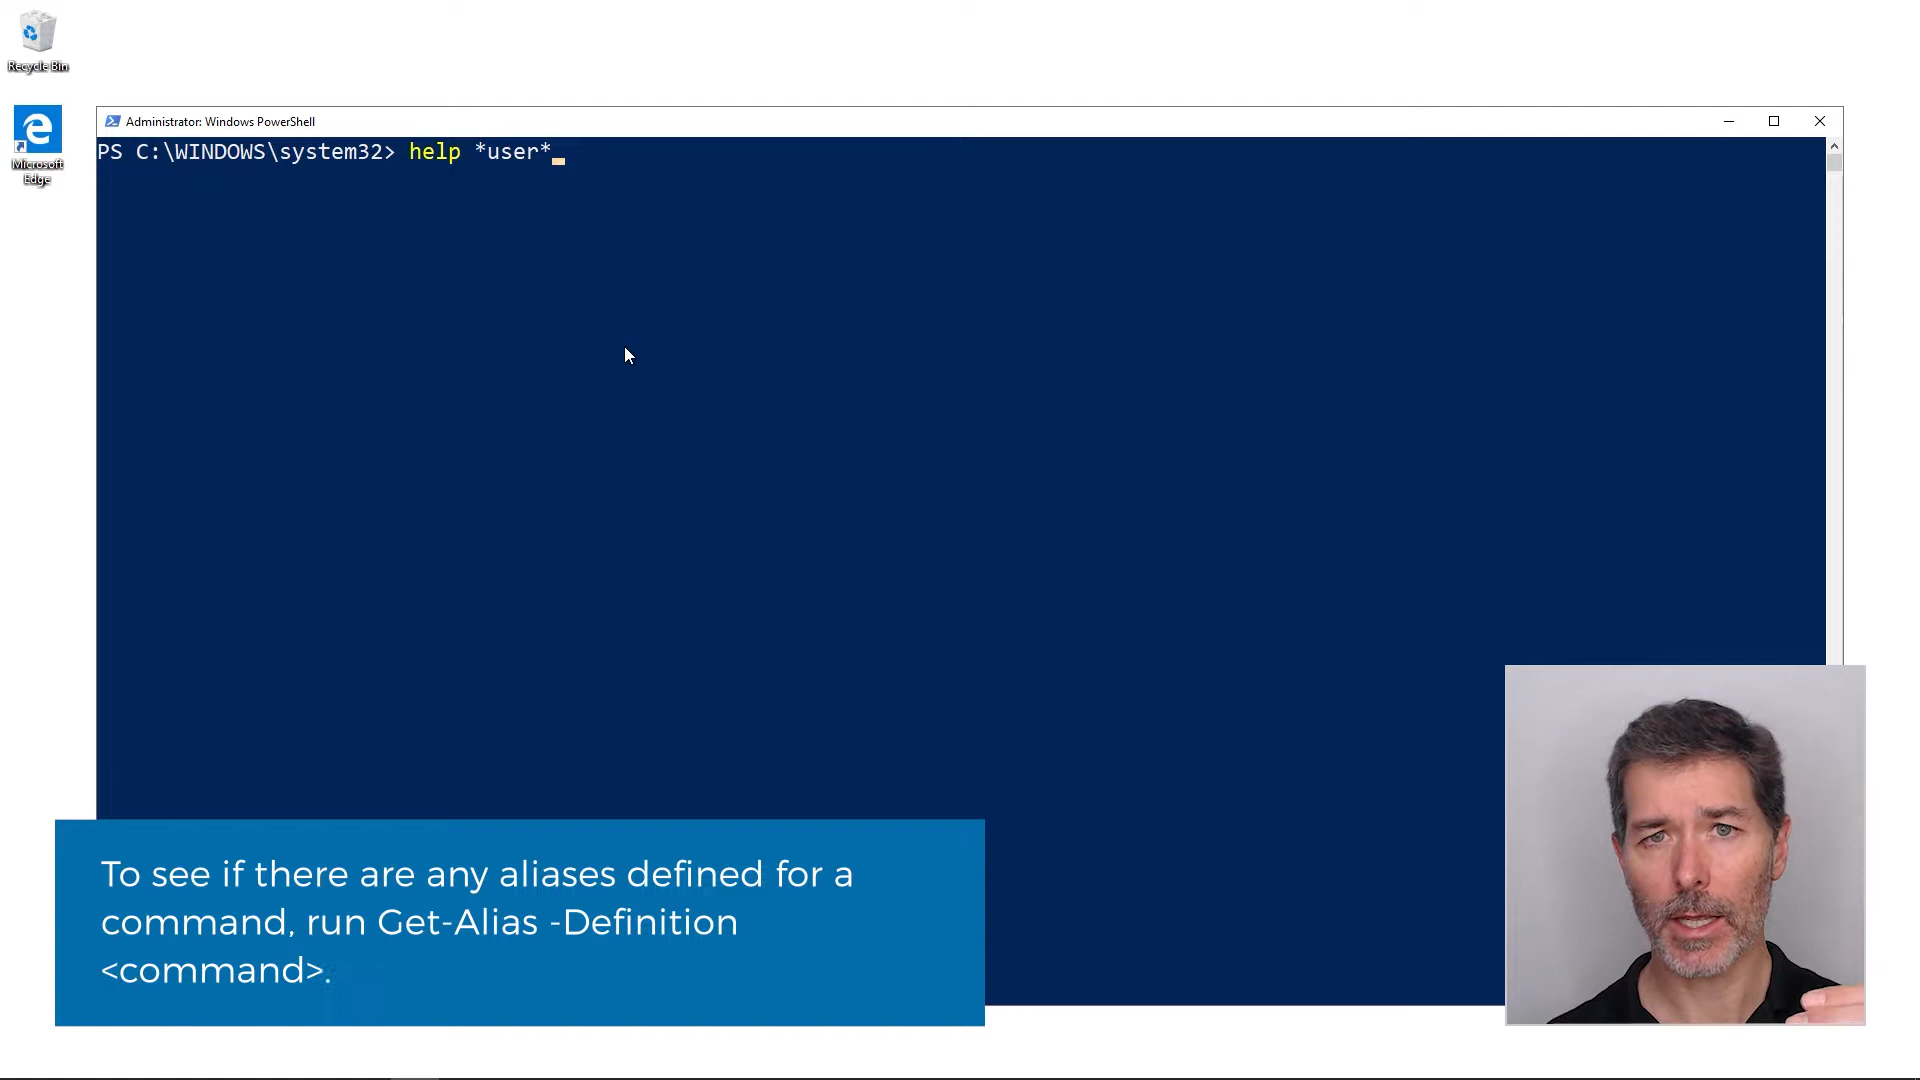 Recycle Bin
Microsoft
Edge
Administrator: Windows PowerShell
PS C:\WINDOWS\system32> help *user*
To see if there are any aliases defined for a
command, run Get-Alias -Definition
<command>.